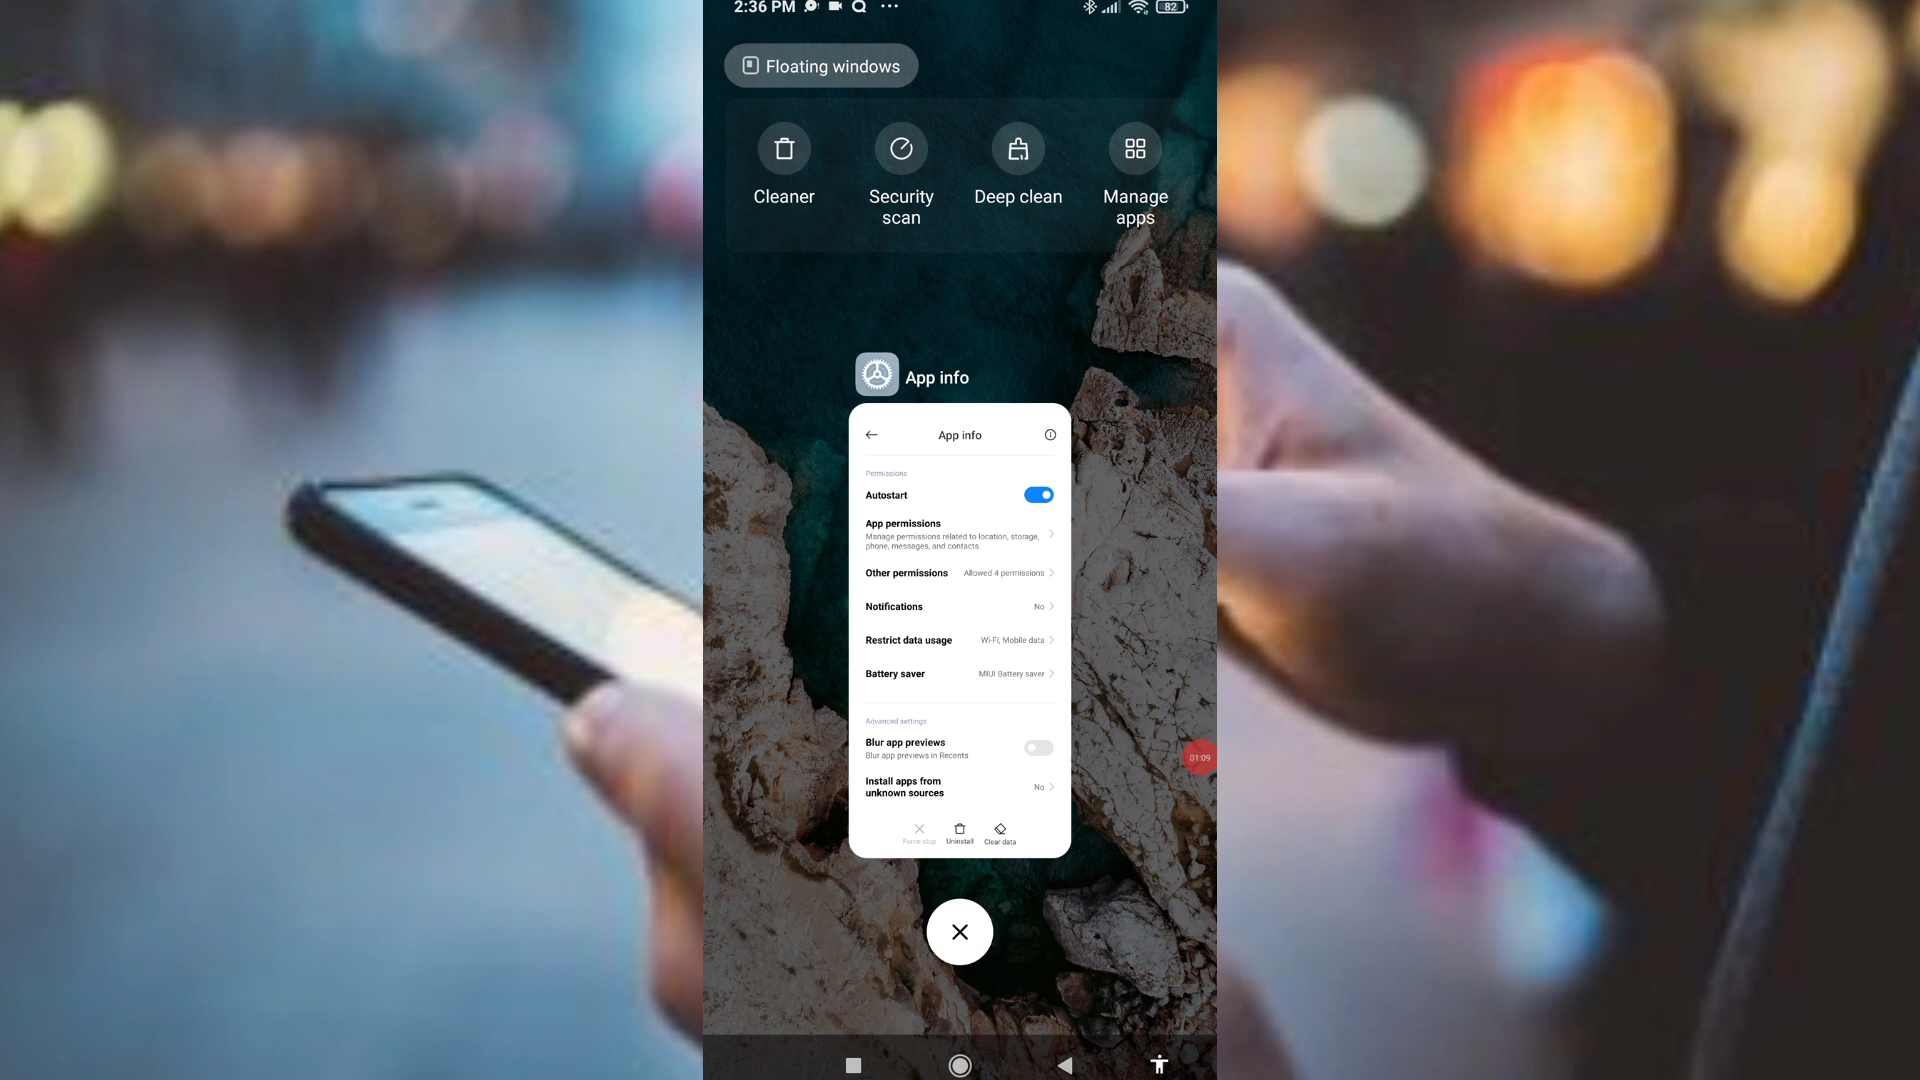 2:36 PM
82
Floating windows
Cleaner
Security
scan
Deep clean
Manage
apps
App info
App info
Permissions
Autostart
App permissions
Manage permissions related to location, storage,
phone, messages, and contacts.
Other permissions Allowed 4 permissions
Notifications No
Restrict data usage Wi-Fi, Mobile data
Battery saver MIUI Battery saver
Advanced settings
Blur app previews
Blur app previews in Recents
Install apps from
unknown sources No
Force stop Uninstall Clear data
01:09